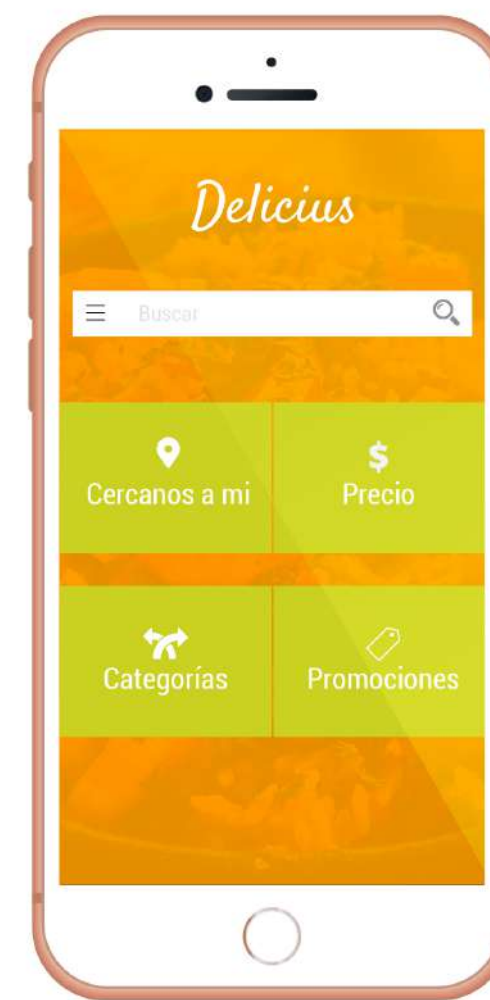 Delicius
Buscar
Cercanos a mi
$
Precio
Categorías
Promociones